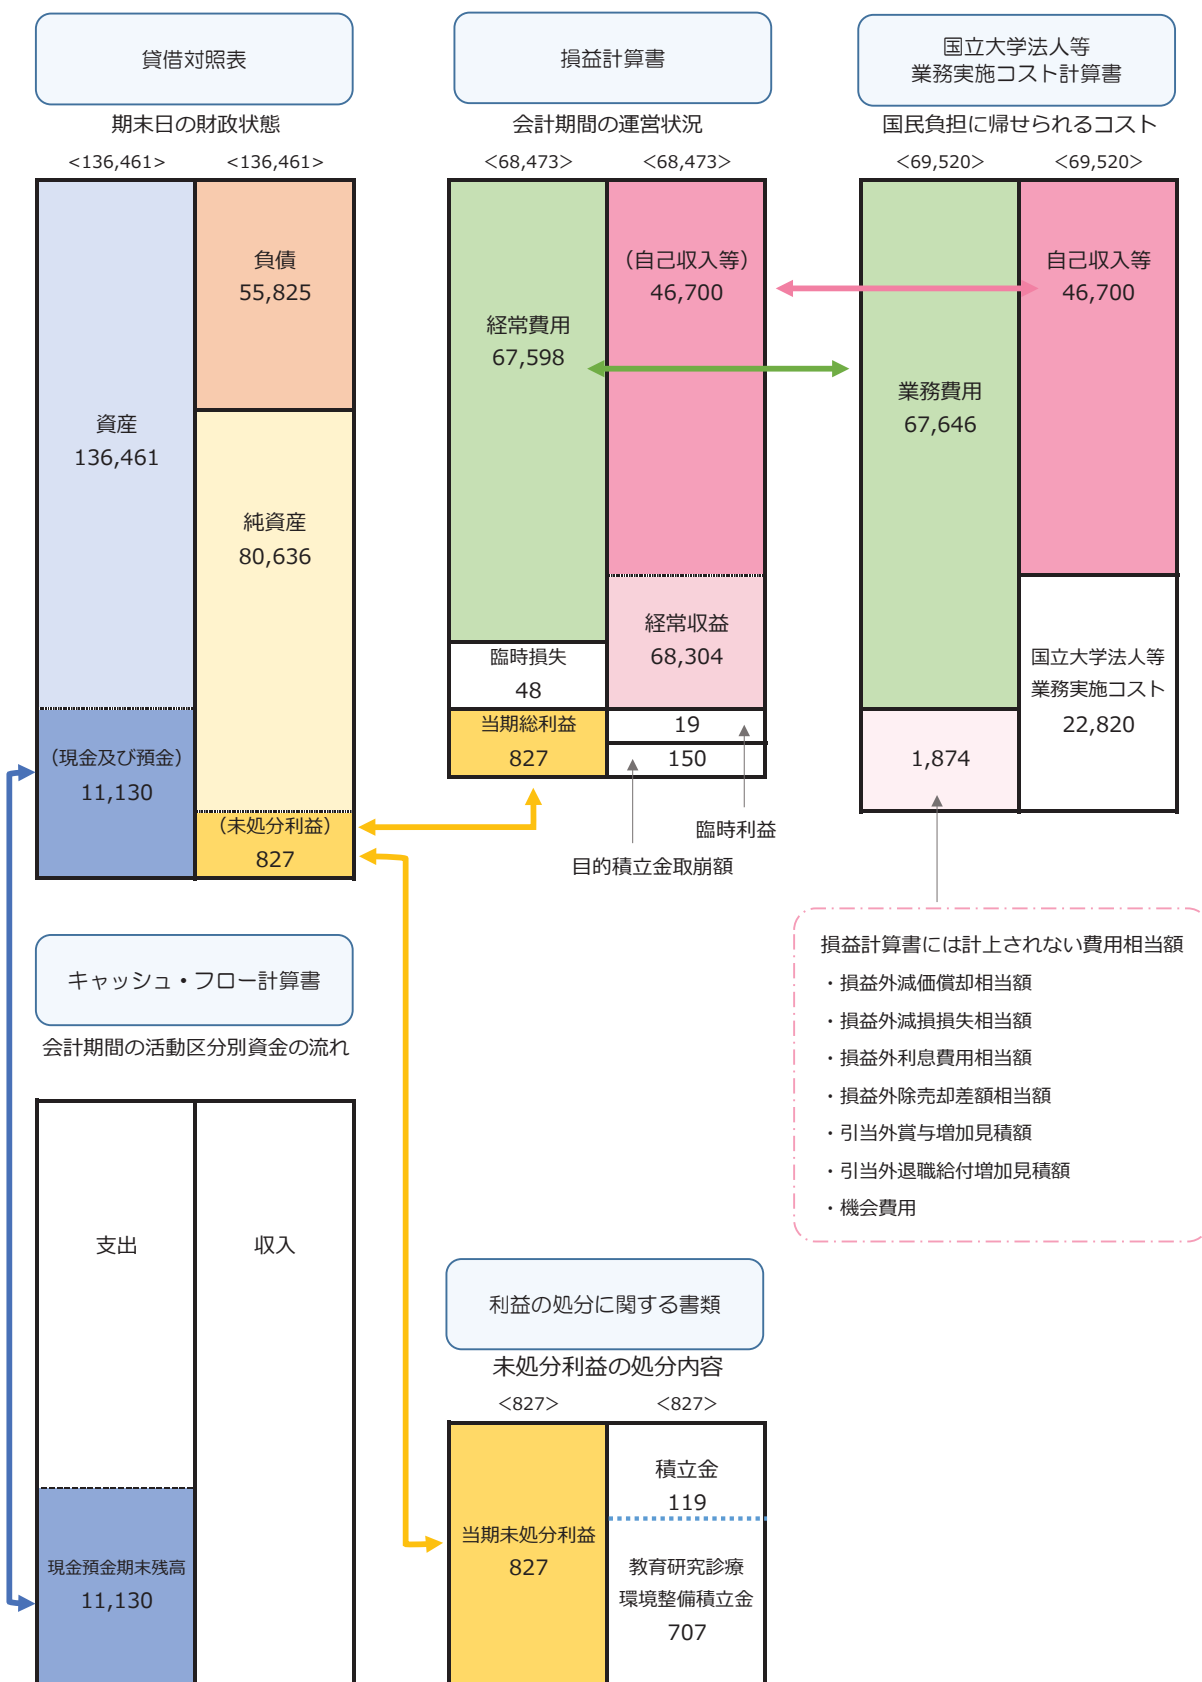 貸借対照表
期末日の財政状態
<136,461>
<136,461>
資産
136,461
(現金及び預金)
11,130
負債
55,825
純資産
80,636
(未処分利益)
827
損益計算書
会計期間の運営状況
<68,473>
<68,473>
経常費用
67,598
臨時損失
48
当期総利益
827
(自己収入等)
46,700
経常収益
68,304
19
150
臨時利益
目的積立金取崩額
国立大学法人等
業務実施コスト計算書
国民負担に帰せられるコスト
<69,520>
<69,520>
業務費用
67,646
1,874
自己収入等
46,700
国立大学法人等
業務実施コスト
22,820
損益計算書には計上されない費用相当額
・損益外減価償却相当額
・損益外減損損失相当額
・損益外利息費用相当額
・損益外除売却差額相当額
・引当外賞与増加見積額
・引当外退職給付増加見積額
・機会費用
キャッシュ・フロー計算書
会計期間の活動区分別資金の流れ
支出
現金預金期末残高
11,130
収入
利益の処分に関する書類
未処分利益の処分内容
<827>
<827>
当期未処分利益
827
積立金
119
教育研究診療
環境整備積立金
707